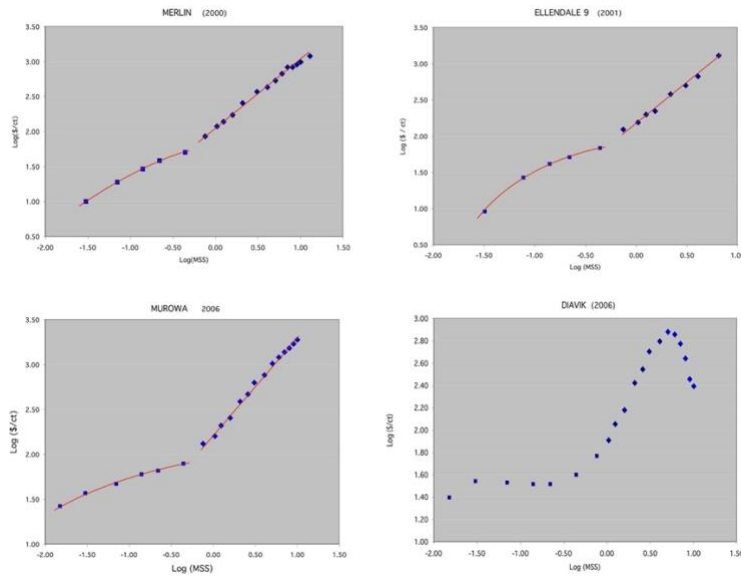 MERLIN (2000)
3.50
3.00
2.50
2.00
1.50
1.00
0.50
Log($/ct)
-2.00 -1.50 -1.00 -0.50 0.00 0.50 1.00 1.50
Log(MSS)
ELLENDALE 9 (2001)
3.50
3.00
2.50
2.00
1.50
1.00
0.50
Log ($ / ct)
-2.00 -1.50 -1.00 -0.50 0.00 0.50 1.0
Log (MSS)
MUROWA 2006
3.50
3.00
2.50
2.00
1.50
1.00
Log ($/ct)
-2.00 -1.50 -1.00 -0.50 0.00 0.50 1.00 1.50
Log (MSS)
DIAVIK (2006)
3.00
2.80
2.60
2.40
2.20
2.00
1.80
1.60
1.40
1.20
1.00
Log ($/ct)
-2.00 -1.50 -1.00 -0.50 0.00 0.50 1.00 1.50
Log (MSS)